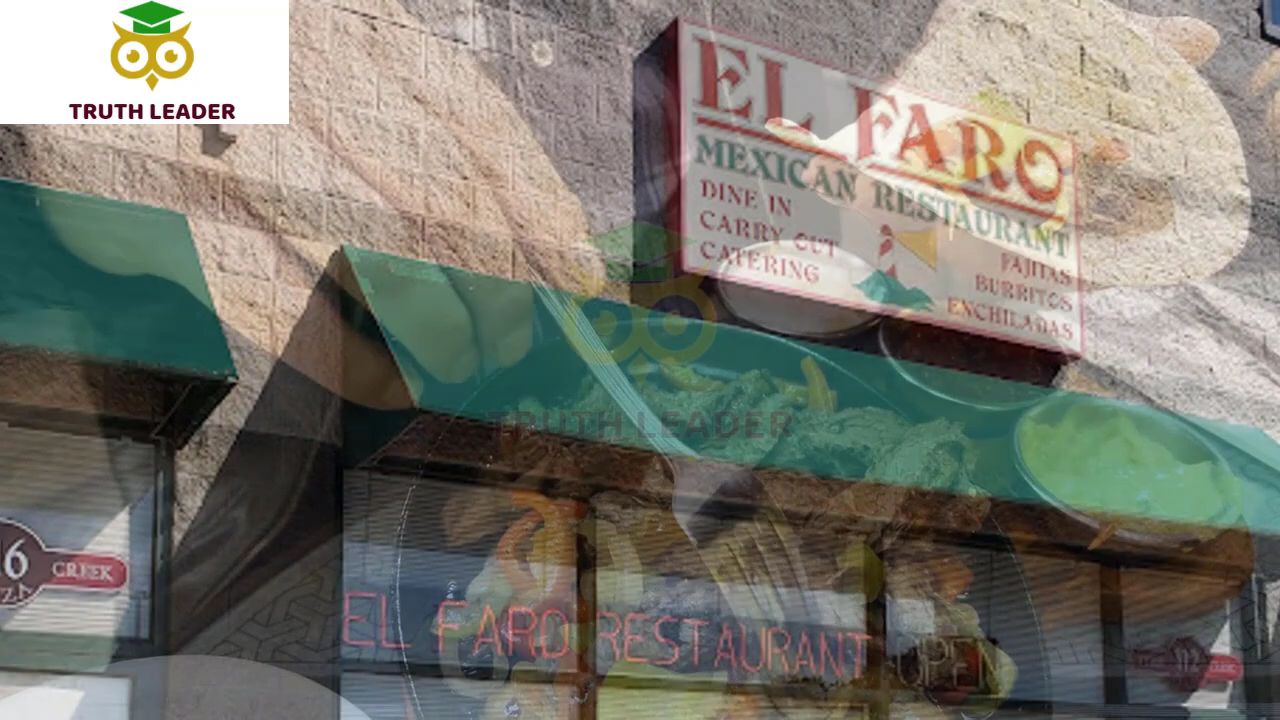 TRUTH LEADER
EL FARO
MEXICAN RESTAURANT
DINE IN
CARRY OUT
CATERING
FAJITAS
BURRITOS
ENCHILADAS
TRUTH LEADER
6
CREEK
EL FARO RESTAURANT OPEN